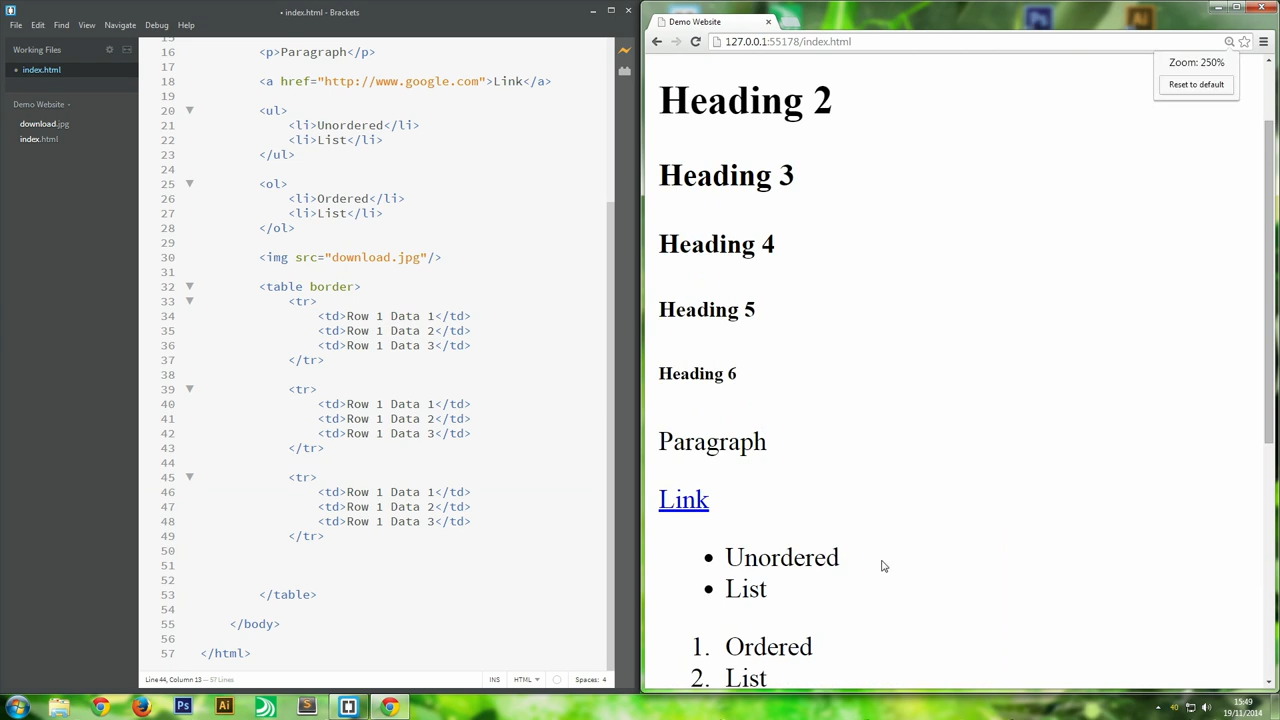 index.html - Brackets
File Edit Find View Navigate Debug Help
Working Files
index.html
Demo Website
download.jpg
index.html
15
16 <p>Paragraph</p>
17
18 <a href="http://www.google.com">Link</a>
19
20 <ul>
21 <li>Unordered</li>
22 <li>List</li>
23 </ul>
24
25 <ol>
26 <li>Ordered</li>
27 <li>List</li>
28 </ol>
29
30 <img src="download.jpg"/>
31
32 <table border>
33 <tr>
34 <td>Row 1 Data 1</td>
35 <td>Row 1 Data 2</td>
36 <td>Row 1 Data 3</td>
37 </tr>
38
39 <tr>
40 <td>Row 1 Data 1</td>
41 <td>Row 1 Data 2</td>
42 <td>Row 1 Data 3</td>
43 </tr>
44
45 <tr>
46 <td>Row 1 Data 1</td>
47 <td>Row 1 Data 2</td>
48 <td>Row 1 Data 3</td>
49 </tr>
50
51
52
53 </table>
54
55 </body>
56
57 </html>
Line 44, Column 13 — 57 Lines
INS HTML Spaces: 4
Demo Website
127.0.0.1:55178/index.html
Zoom: 250%
Reset to default
Heading 2
Heading 3
Heading 4
Heading 5
Heading 6
Paragraph
Link
• Unordered
• List
1. Ordered
2. List
Ps Ai S
15:49
19/11/2014